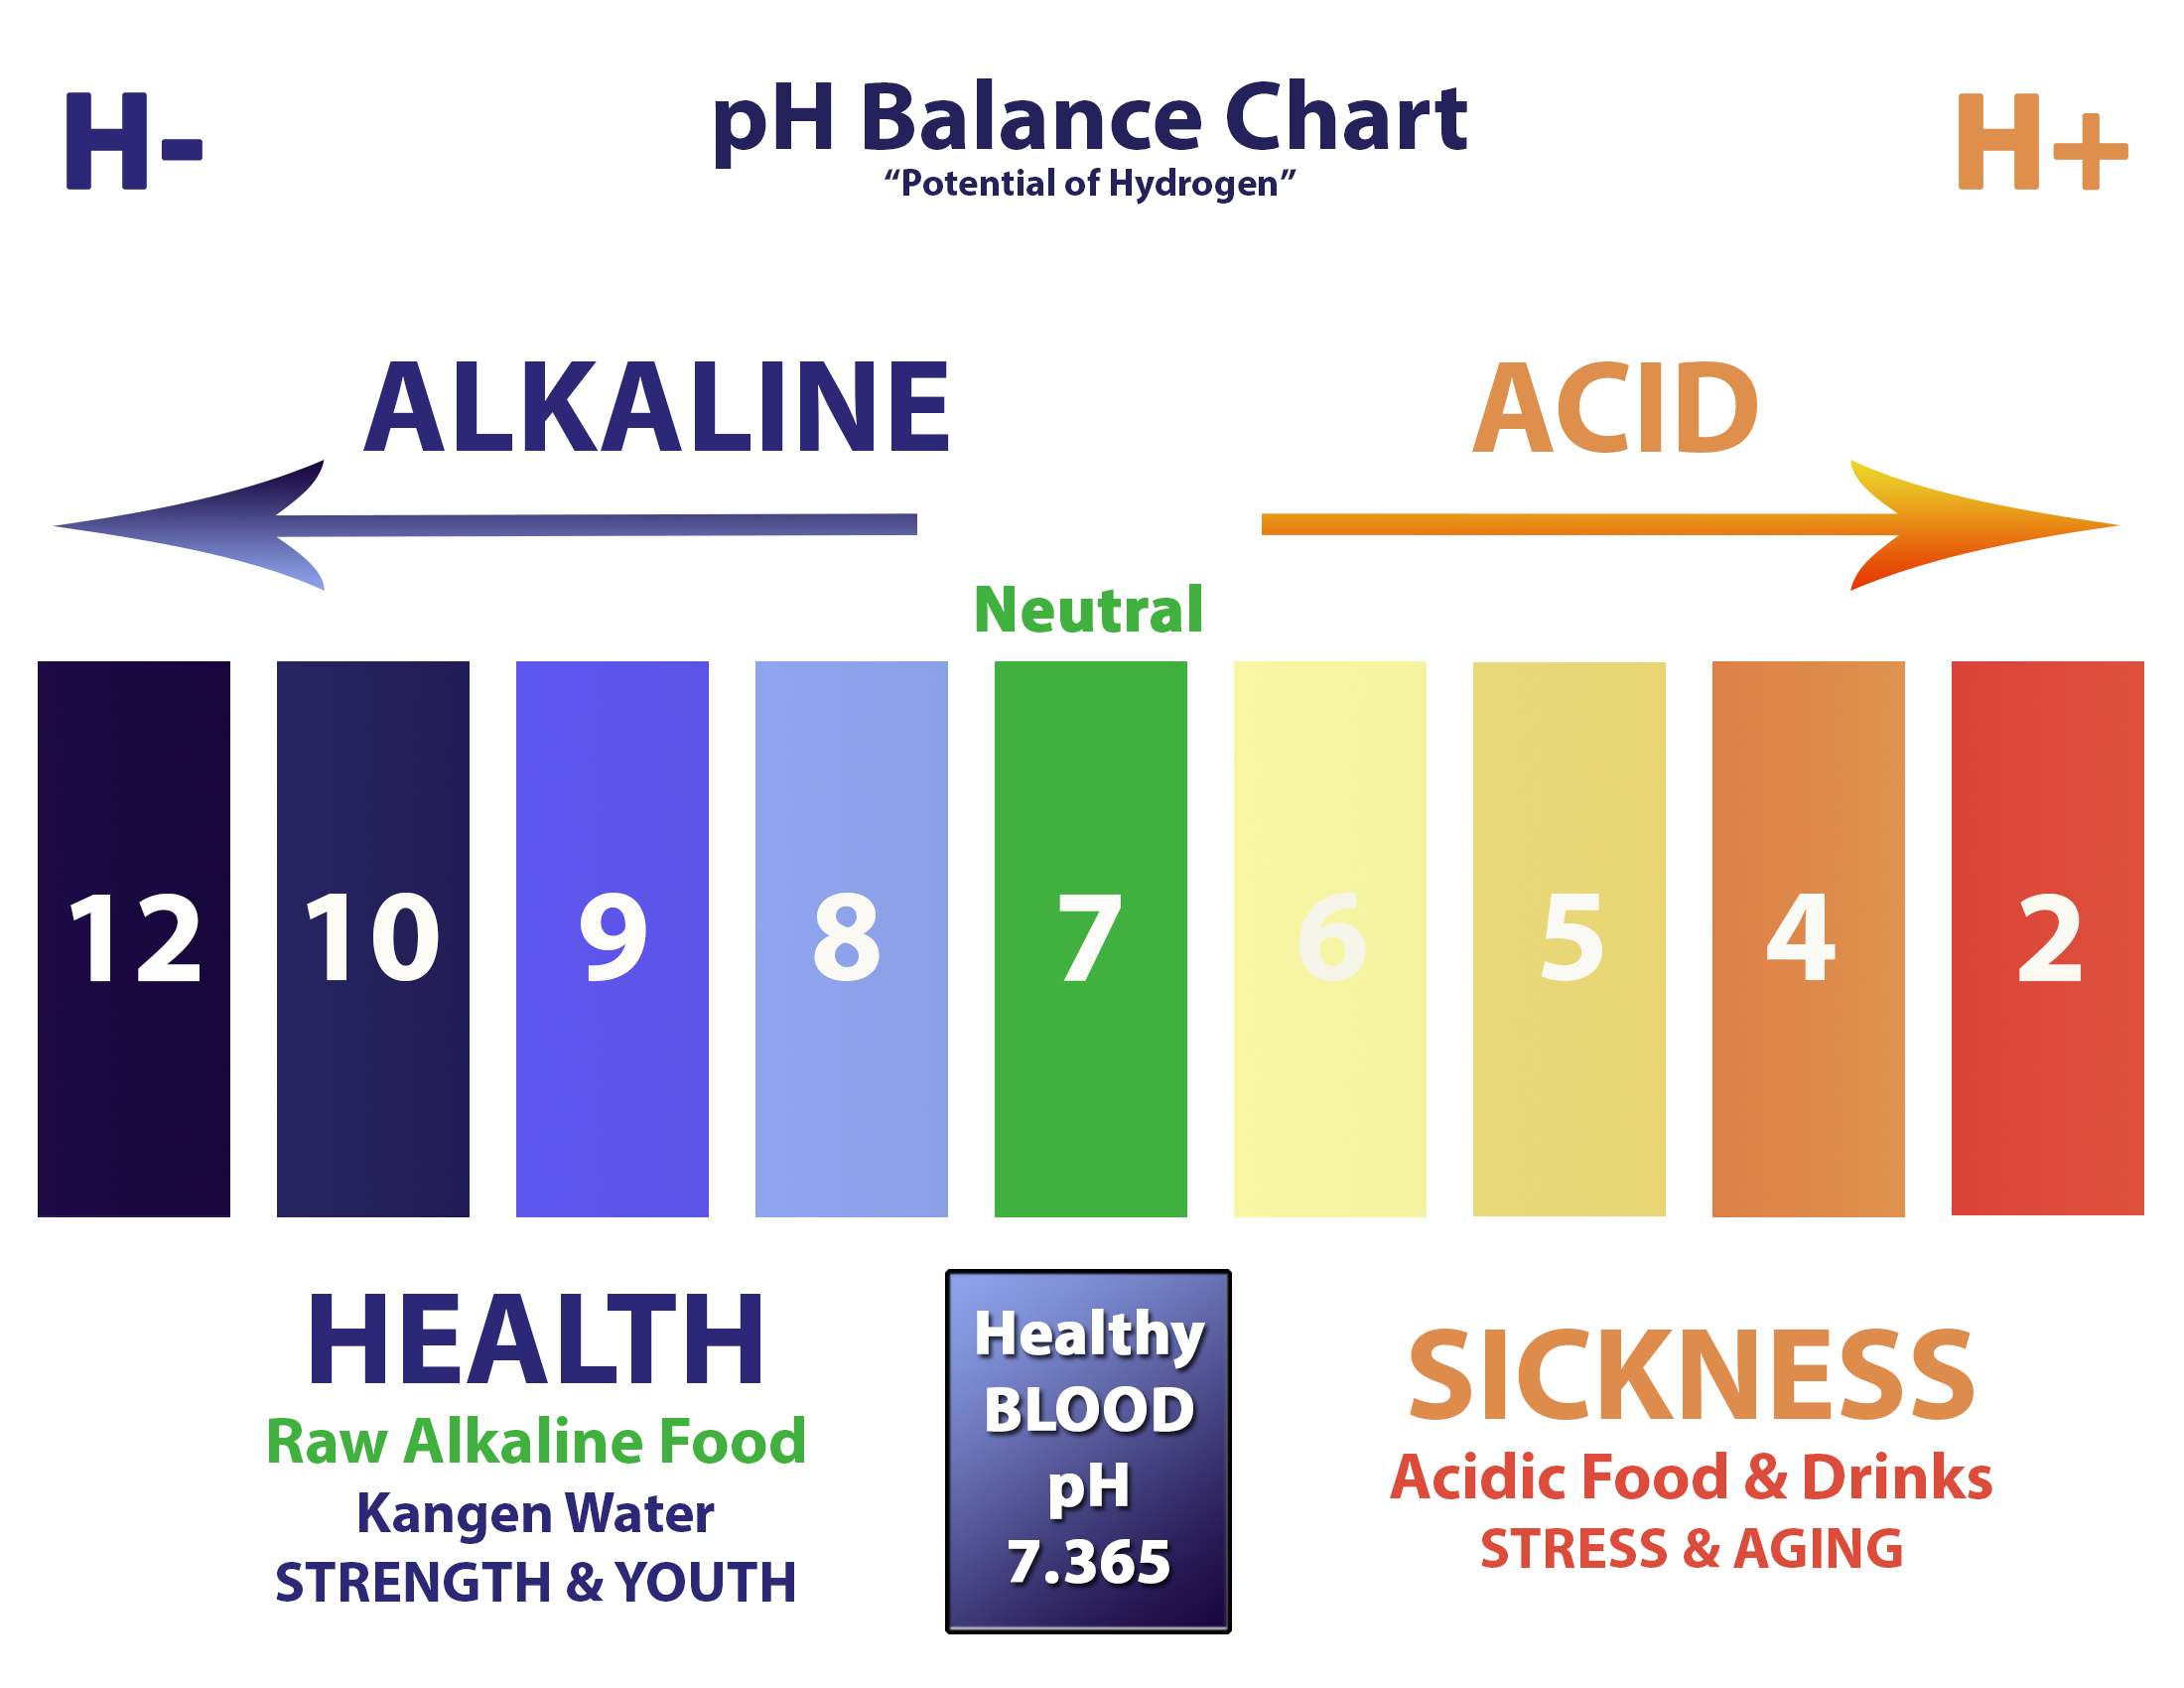 H-
pH Balance Chart
“Potential of Hydrogen”
H+
ALKALINE
ACID
Neutral
12 10 9 8 7 6 5 4 2
HEALTH
Raw Alkaline Food
Kangen Water
STRENGTH & YOUTH
Healthy
BLOOD
pH
7.365
SICKNESS
Acidic Food & Drinks
STRESS & AGING